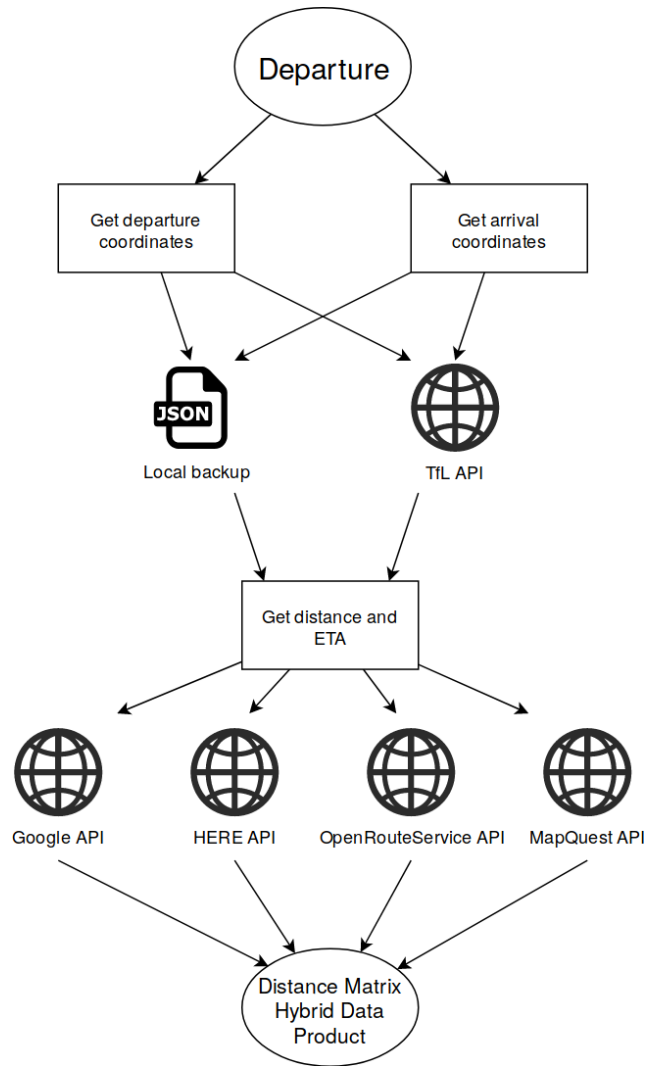 Departure
Get departure
coordinates
Get arrival
coordinates
JSON
Local backup
TfL API
Get distance and
ETA
Google API
HERE API
OpenRouteService API
MapQuest API
Distance Matrix
Hybrid Data
Product